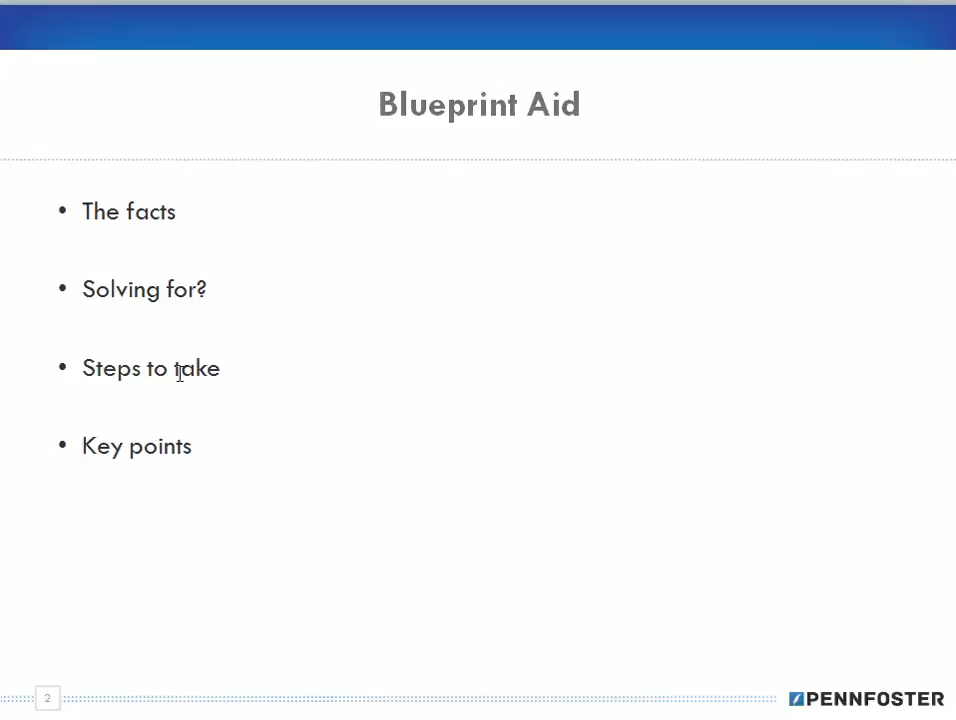 Blueprint Aid
• The facts
• Solving for?
• Steps to take
• Key points
2
PENNFOSTER